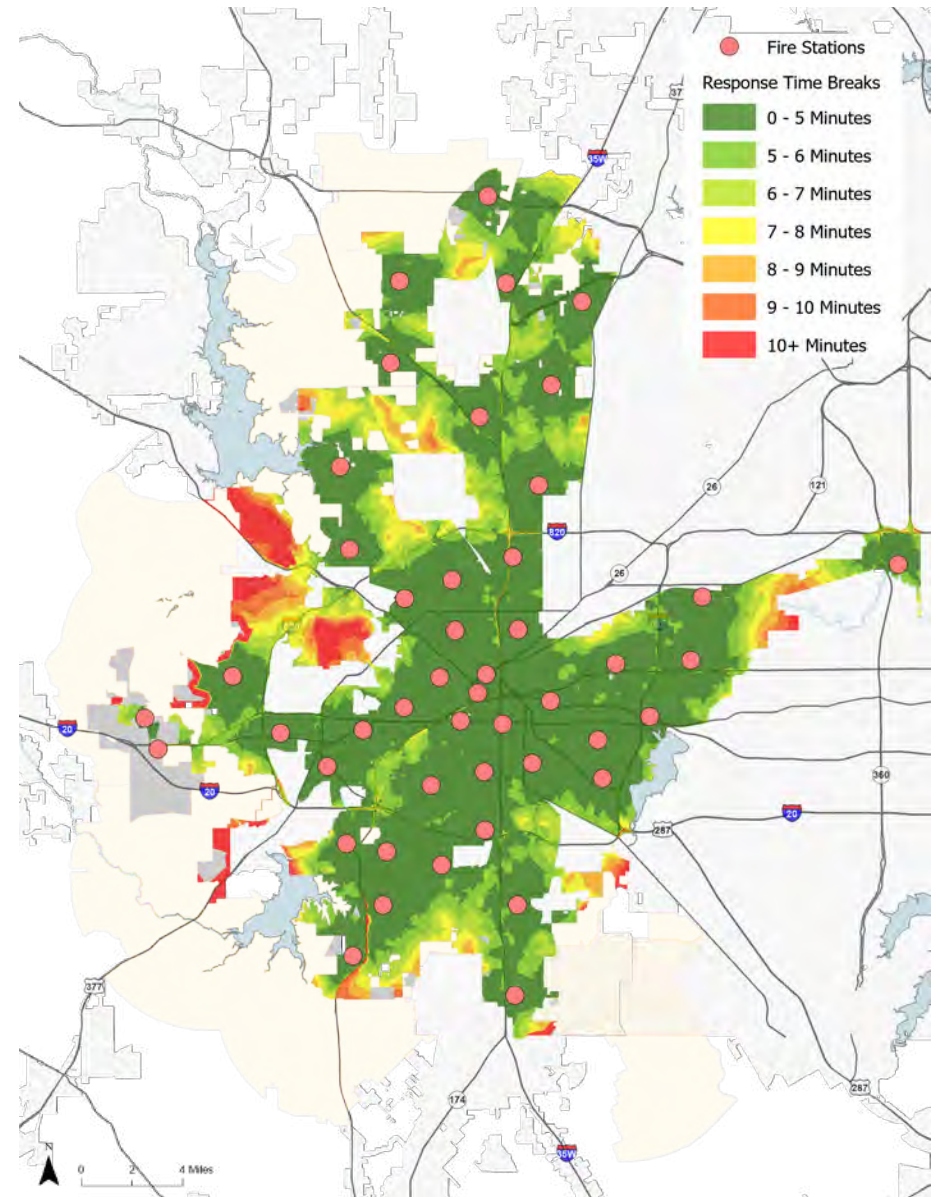 Fire Stations
Response Time Breaks
0 - 5 Minutes
5 - 6 Minutes
6 - 7 Minutes
7 - 8 Minutes
8 - 9 Minutes
9 - 10 Minutes
10+ Minutes
37
35W
26
121
820
26
20
360
20
20
287
377
287
174
35W
N
0 2 4 Miles